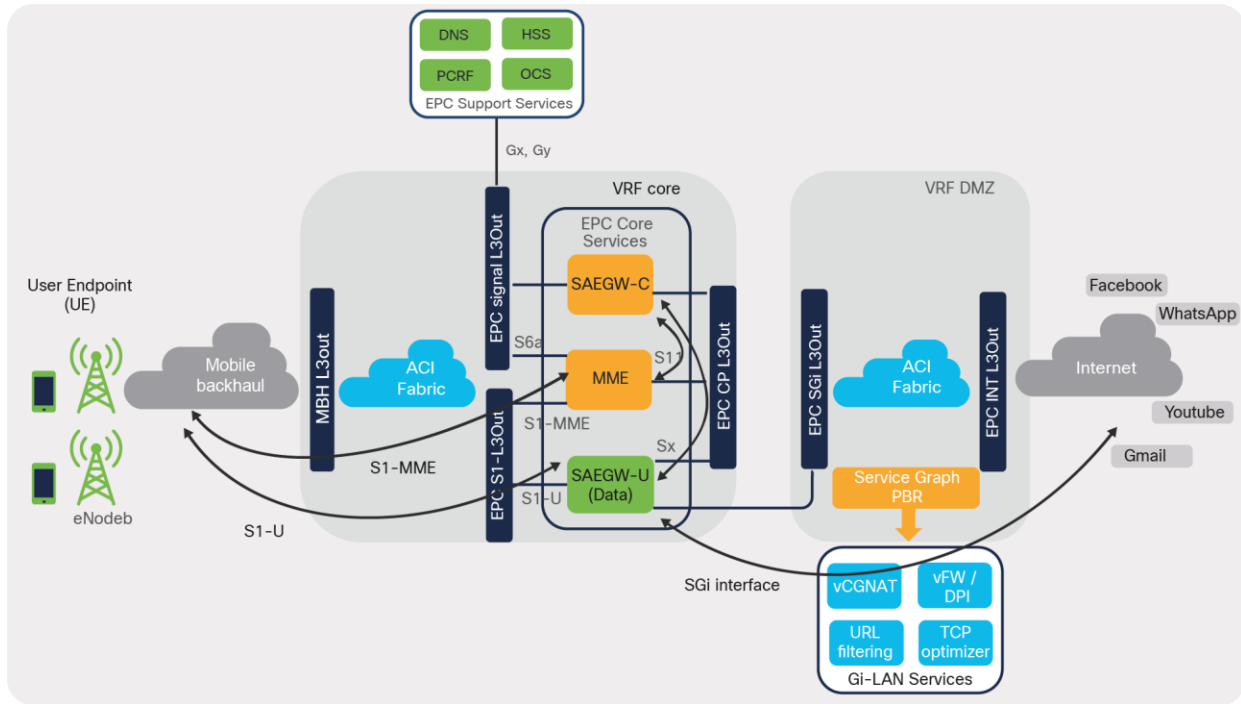 DNS
HSS
PCRF
OCS
EPC Support Services
Gx, Gy
VRF core
VRF DMZ
EPC Core
Services
User Endpoint
(UE)
Mobile
backhaul
eNodeb
MBH L3out
ACI
Fabric
EPC signal L3Out
EPC S1-L3Out
SAEGW-C
S6a
MME
S11
S1-MME
S1-MME
Sx
SAEGW-U
(Data)
S1-U
S1-U
EPC CP L3Out
EPC SGi L3Out
ACI
Fabric
EPC INT L3Out
Service Graph
PBR
Facebook
WhatsApp
Internet
Youtube
Gmail
SGi interface
vCGNAT
vFW /
DPI
URL
filtering
TCP
optimizer
Gi-LAN Services